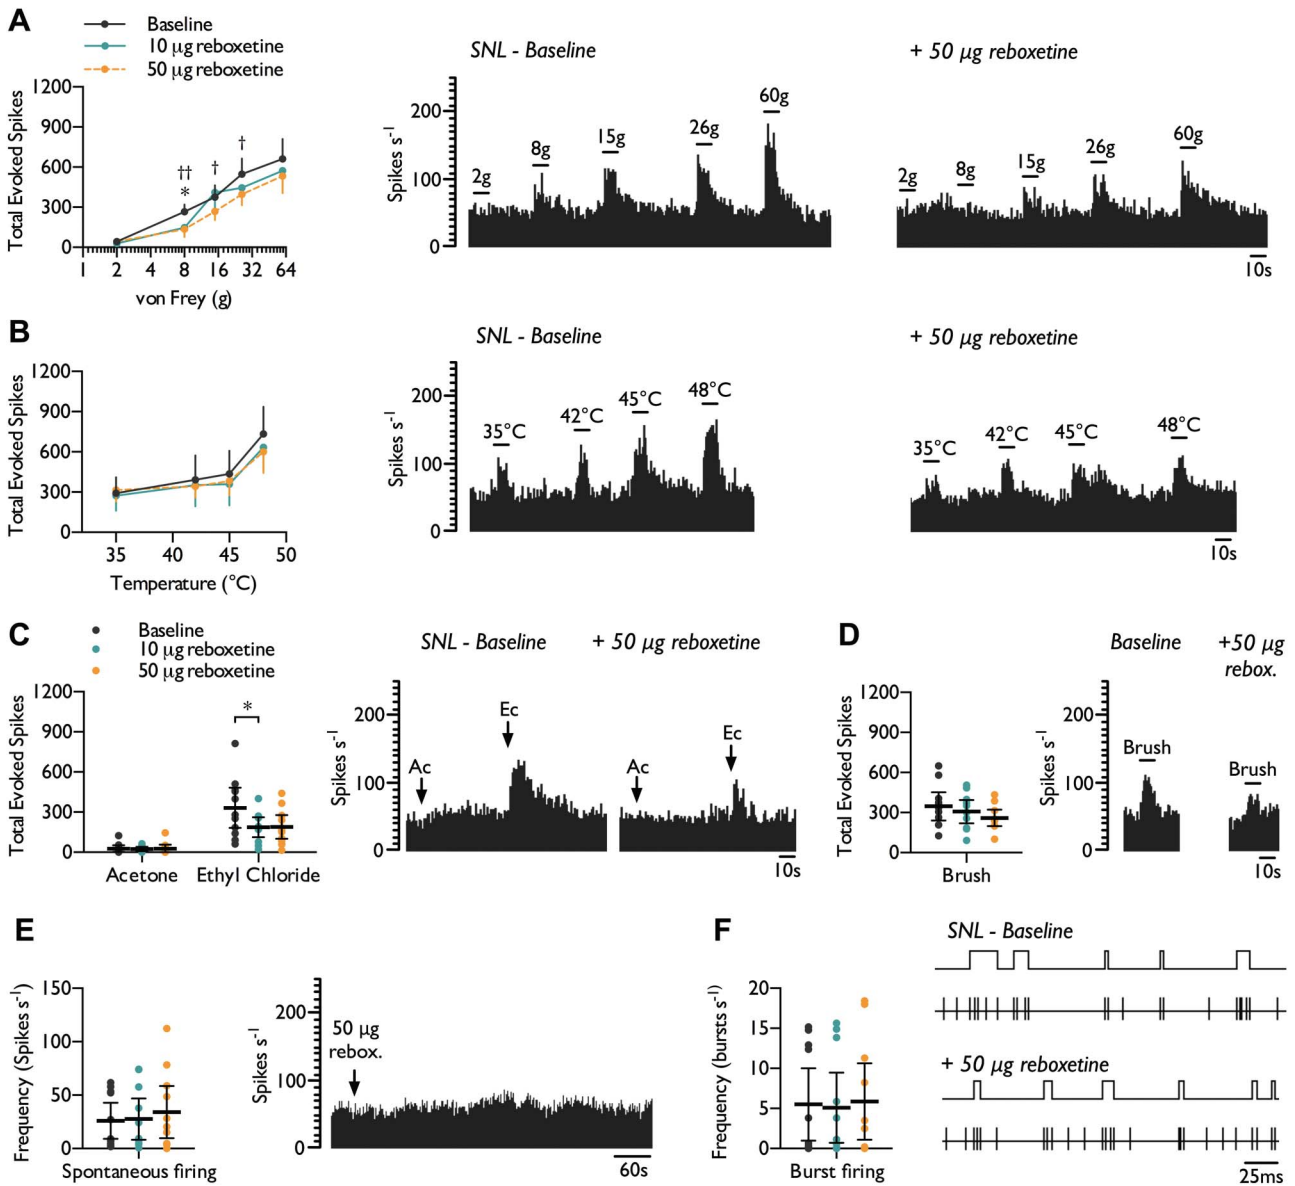 A
Baseline
10 µg reboxetine
50 µg reboxetine
Total Evoked Spikes
1200
900
600
300
0
††
*
†
†
1 2 4 8 16 32 64
von Frey (g)
SNL - Baseline
+ 50 µg reboxetine
Spikes s-1
200
100
0
2g 8g 15g 26g 60g
2g 8g 15g 26g 60g
10s
B
Total Evoked Spikes
1200
900
600
300
0
35 40 45 50
Temperature (°C)
SNL - Baseline
+ 50 µg reboxetine
Spikes s-1
200
100
0
35°C 42°C 45°C 48°C
35°C 42°C 45°C 48°C
10s
C
Baseline
10 µg reboxetine
50 µg reboxetine
Total Evoked Spikes
1200
900
600
300
0
*
Acetone Ethyl Chloride
SNL - Baseline
+ 50 µg reboxetine
Spikes s-1
200
100
0
Ac Ec
Ac Ec
10s
D
Total Evoked Spikes
1200
900
600
300
0
Brush
Baseline
+50 µg
rebox.
Spikes s-1
200
100
0
Brush
Brush
10s
E
Frequency (Spikes s-1)
150
100
50
0
Spontaneous firing
Spikes s-1
200
100
0
50 µg
rebox.
60s
F
Frequency (bursts s-1)
20
15
10
5
0
Burst firing
SNL - Baseline
+ 50 µg reboxetine
25ms